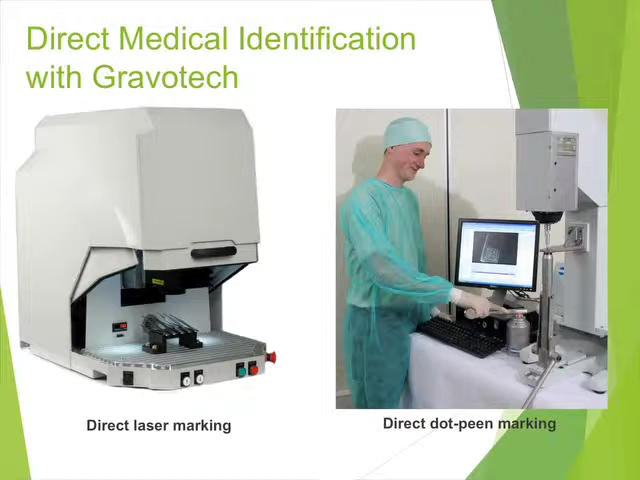 Direct Medical Identification
with Gravotech
Direct laser marking
Direct dot-peen marking